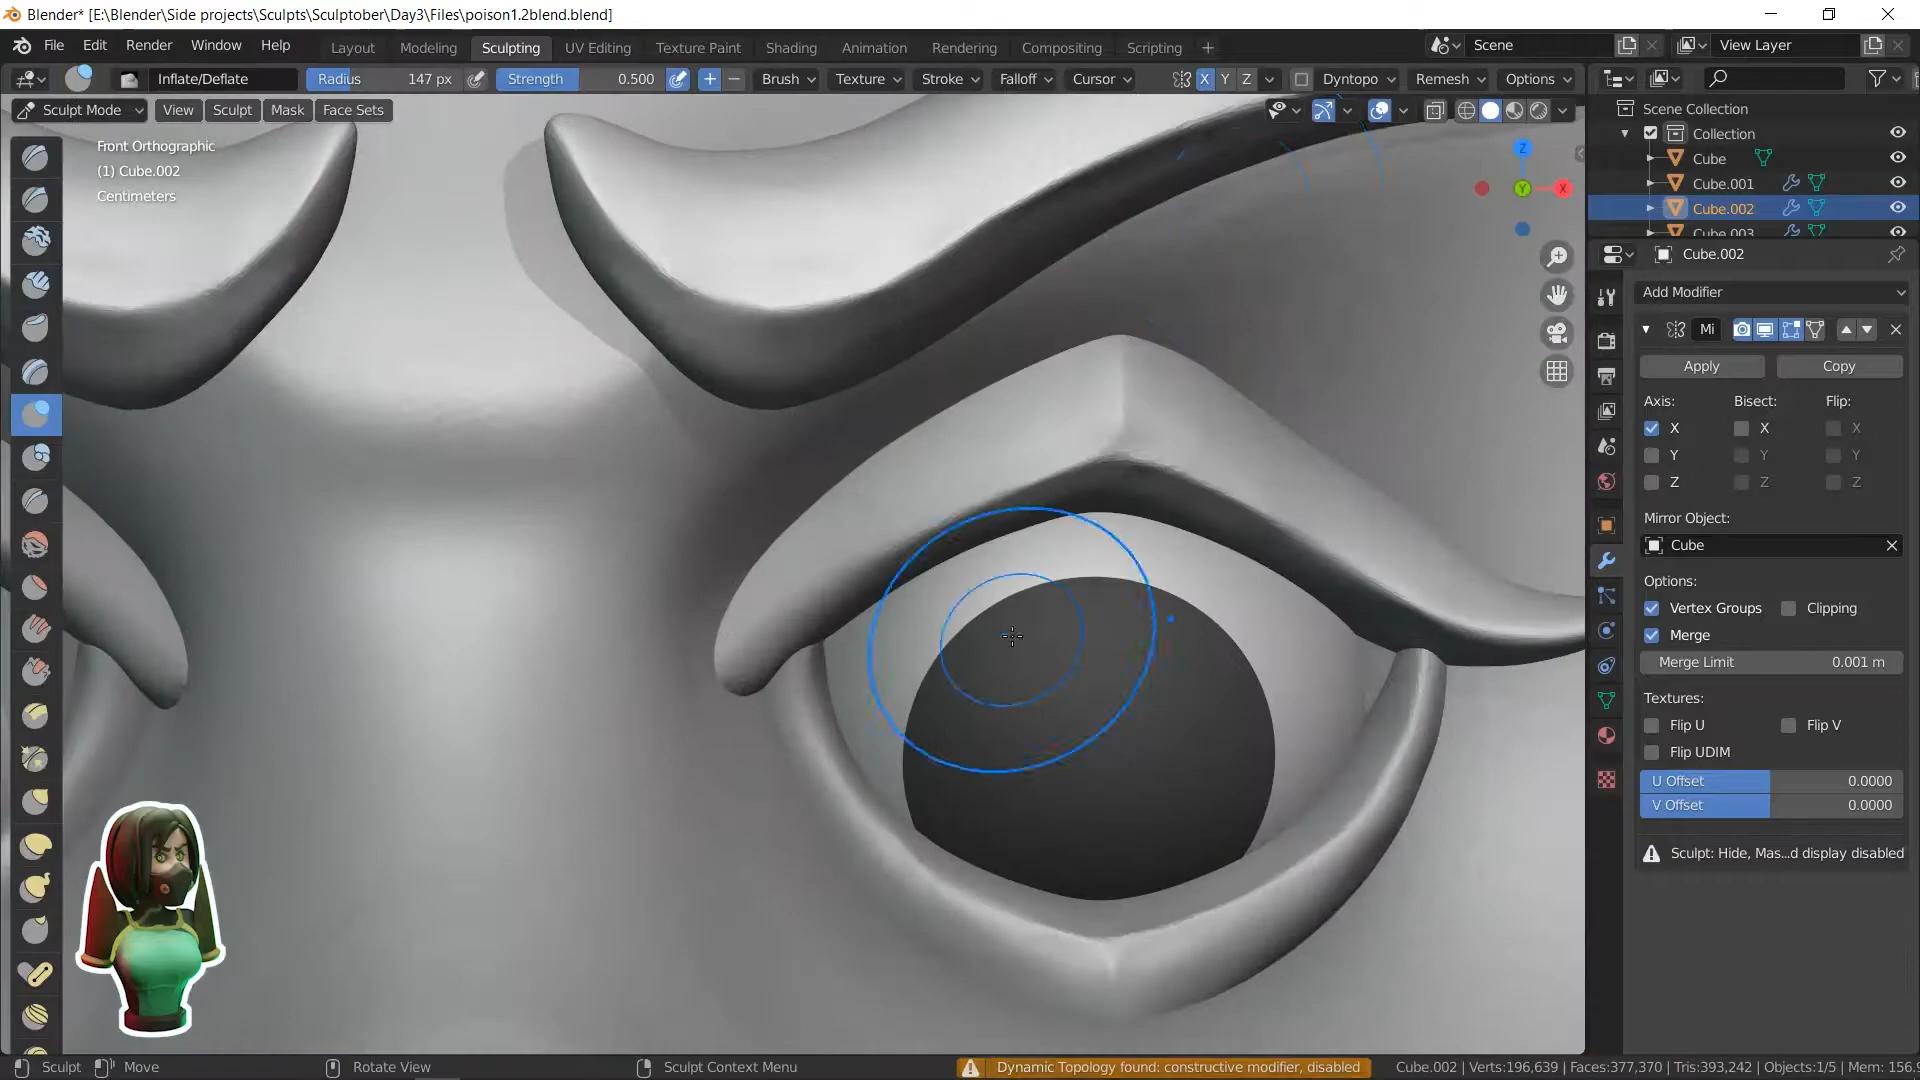 Blender* [E:\Blender\Side projects\Sculpts\Sculptober\Day3\Files\poison1.2blend.blend]
File Edit Render Window Help Layout Modeling Sculpting UV Editing Texture Paint Shading Animation Rendering Compositing Scripting + Scene View Layer
Inflate/Deflate Radius 147 px Strength 0.500 Brush Texture Stroke Falloff Cursor X Y Z Dyntopo Remesh Options
Sculpt Mode View Sculpt Mask Face Sets
Front Orthographic
(1) Cube.002
Centimeters
Z
Y
X
Scene Collection
Collection
Cube
Cube.001
Cube.002
Cube.003
Cube.002
Add Modifier
Mi
Apply Copy
Axis: Bisect: Flip:
X X X
Y Y Y
Z Z Z
Mirror Object:
Cube
Options:
Vertex Groups Clipping
Merge
Merge Limit 0.001 m
Textures:
Flip U Flip V
Flip UDIM
U Offset 0.0000
V Offset 0.0000
Sculpt: Hide, Mas...d display disabled
Sculpt Move Rotate View Sculpt Context Menu Dynamic Topology found: constructive modifier, disabled Cube.002 | Verts:196,639 | Faces:377,370 | Tris:393,242 | Objects:1/5 | Mem: 156.